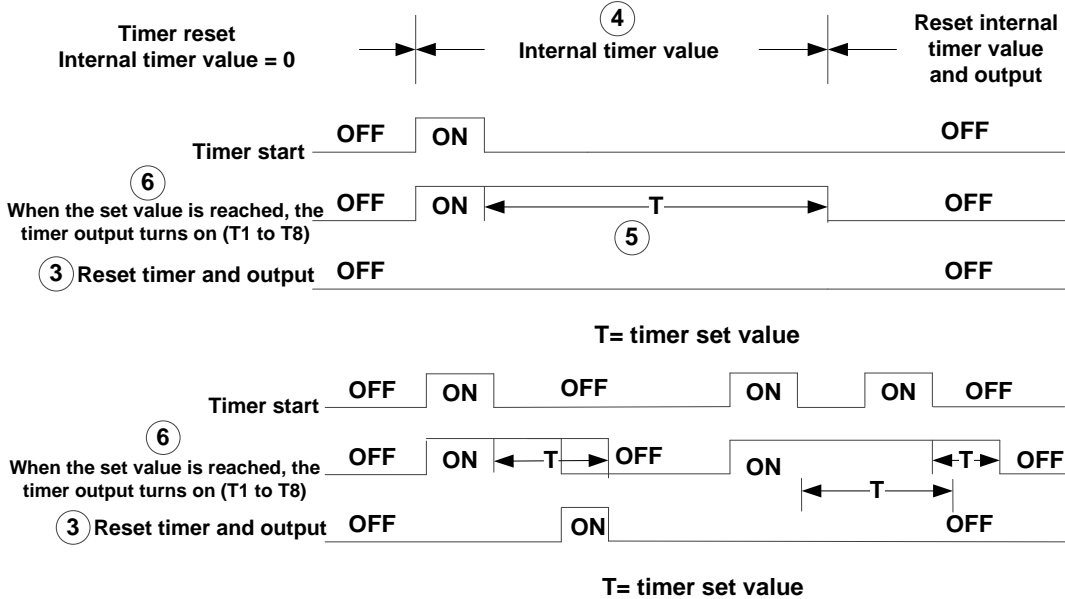 Timer reset
Internal timer value = 0
4
Internal timer value
Reset internal
timer value
and output
Timer start
OFF
ON
OFF
6
When the set value is reached, the
timer output turns on (T1 to T8)
OFF
ON
T
OFF
5
3 Reset timer and output
OFF
OFF
T= timer set value
Timer start
OFF
ON
OFF
ON
ON
OFF
6
When the set value is reached, the
timer output turns on (T1 to T8)
OFF
ON
T
OFF
ON
T
T
OFF
3 Reset timer and output
OFF
ON
OFF
T= timer set value